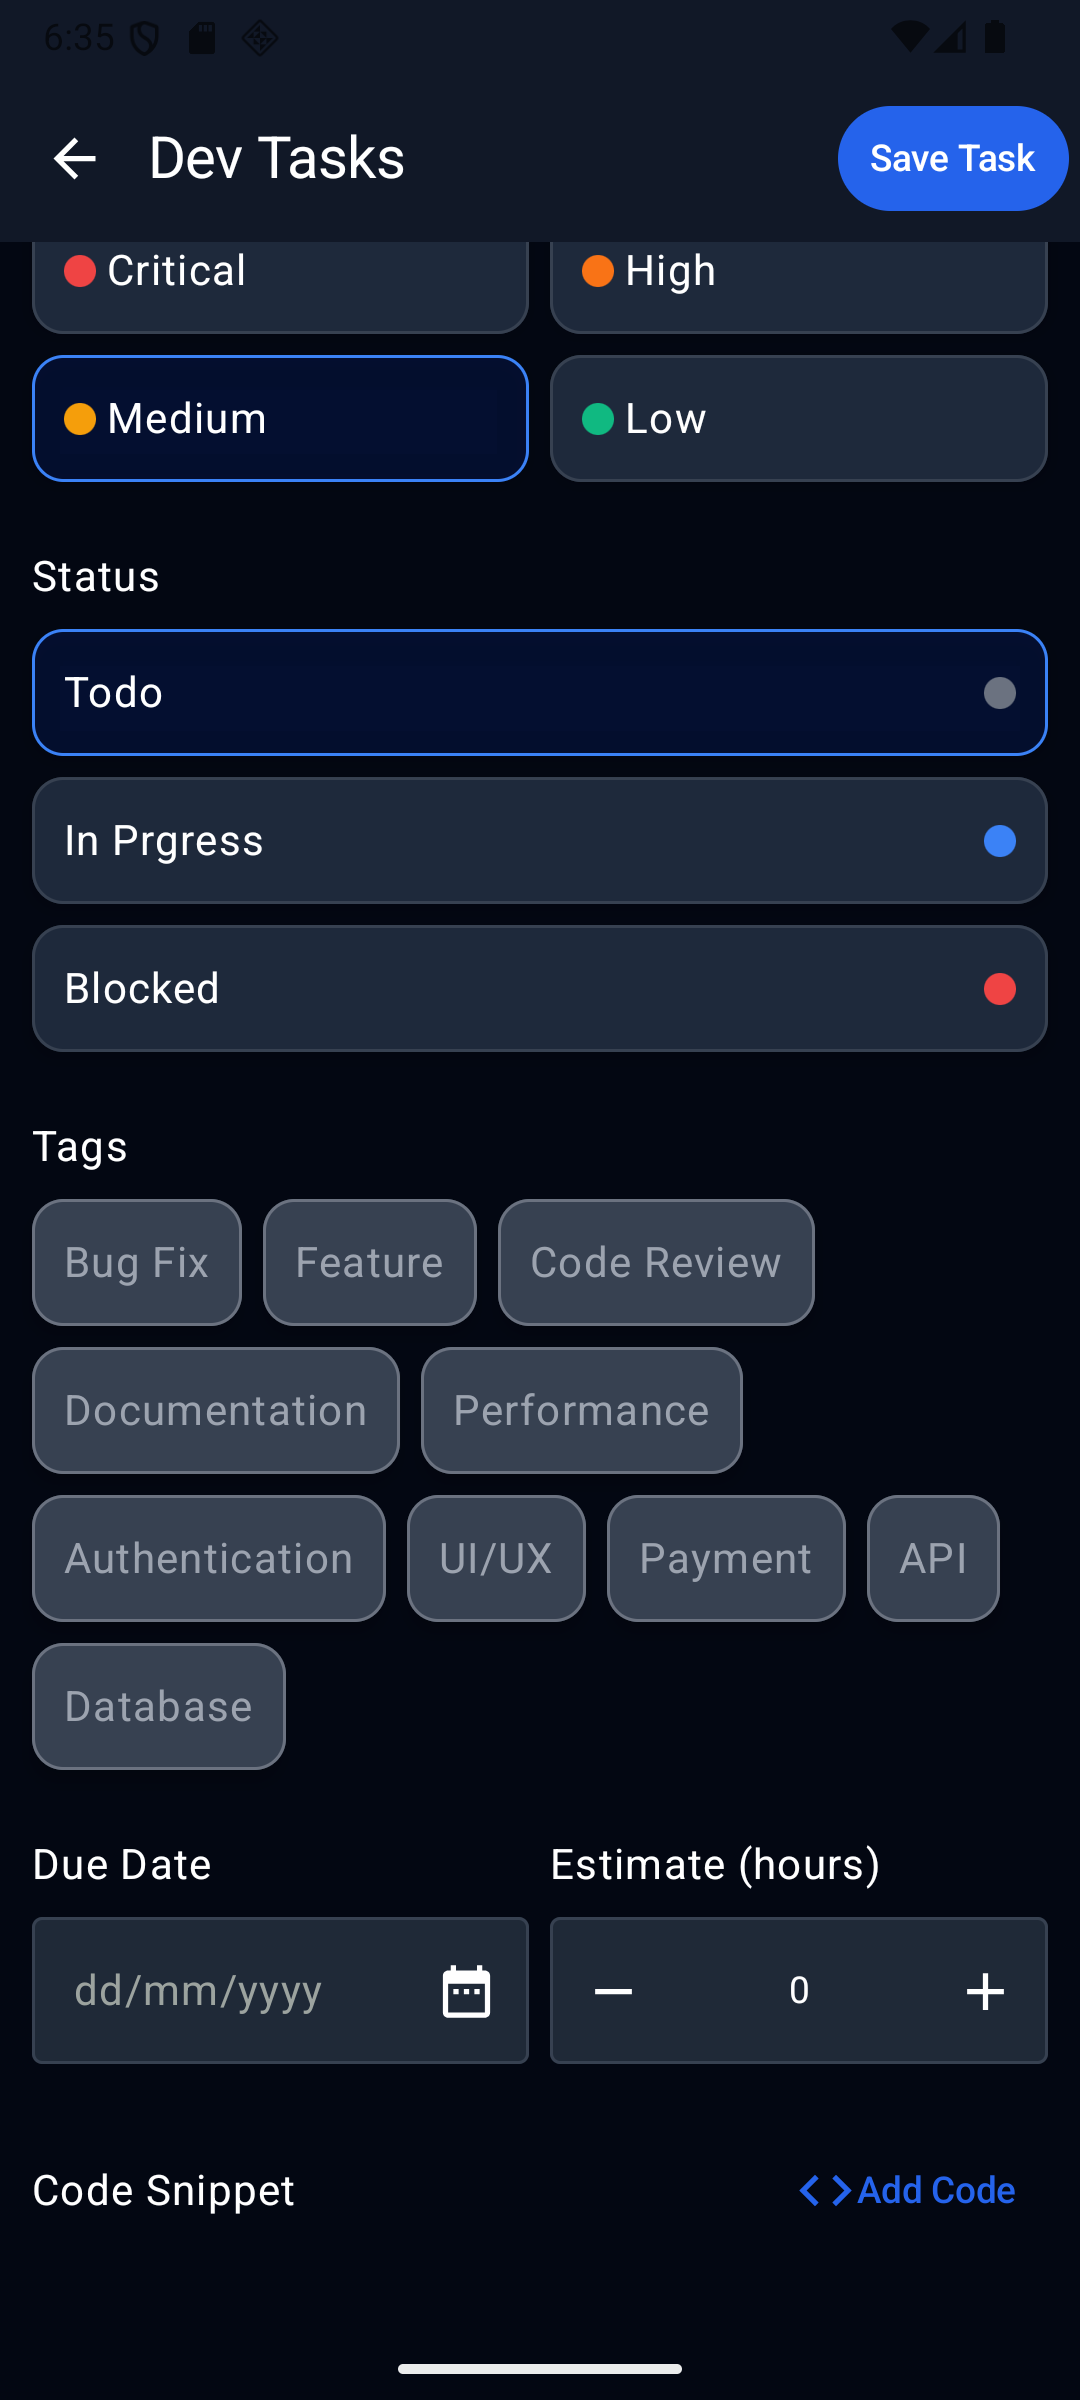 6:35
Dev Tasks
Save Task
Critical
High
Medium
Low
Status
Todo
In Prgress
Blocked
Tags
Bug Fix
Feature
Code Review
Documentation
Performance
Authentication
UI/UX
Payment
API
Database
Due Date
Estimate (hours)
dd/mm/yyyy
0
Code Snippet
Add Code